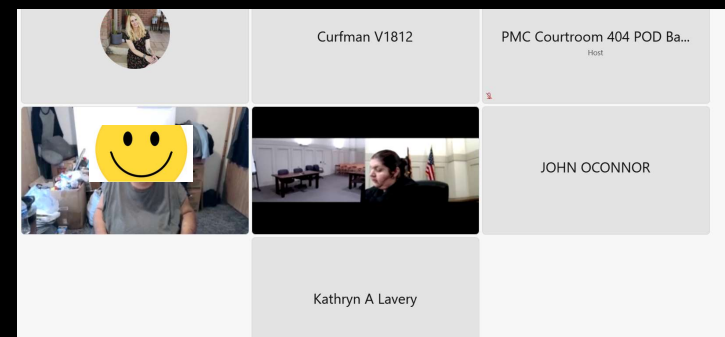 Curfman V1812
PMC Courtroom 404 POD Ba...
Host
JOHN OCONNOR
Kathryn A Lavery